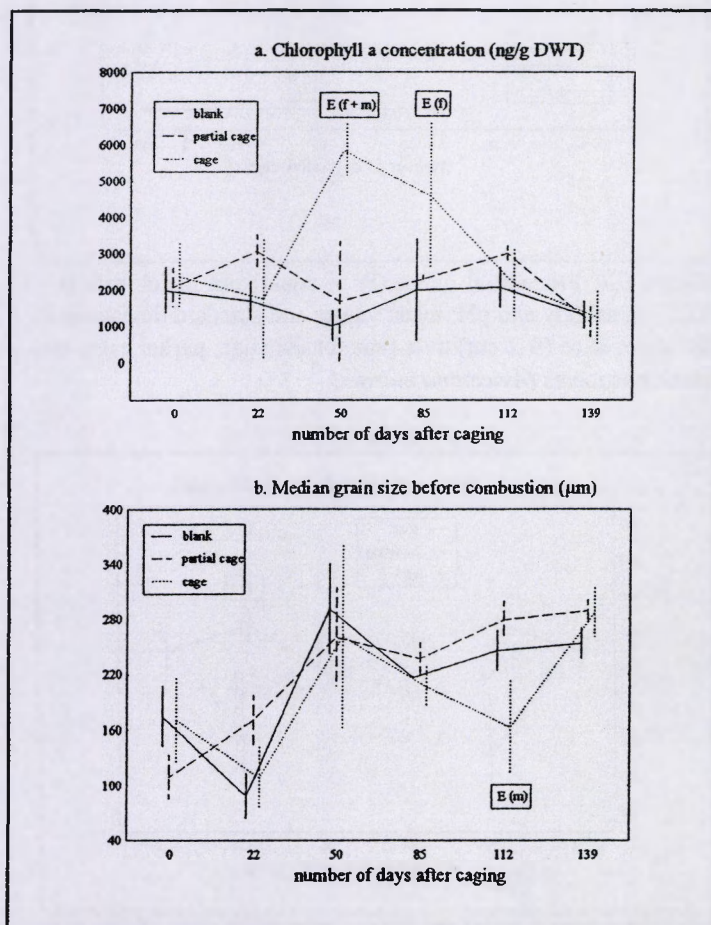 a. Chlorophyll a concentration (ng/g DWT)
8000
7000
6000
5000
4000
3000
2000
1000
0
blank
partial cage
cage
E (f + m)
E (f)
0 22 50 85 112 139
number of days after caging
b. Median grain size before combustion (µm)
400
340
280
220
160
100
40
blank
partial cage
cage
E (m)
0 22 50 85 112 139
number of days after caging